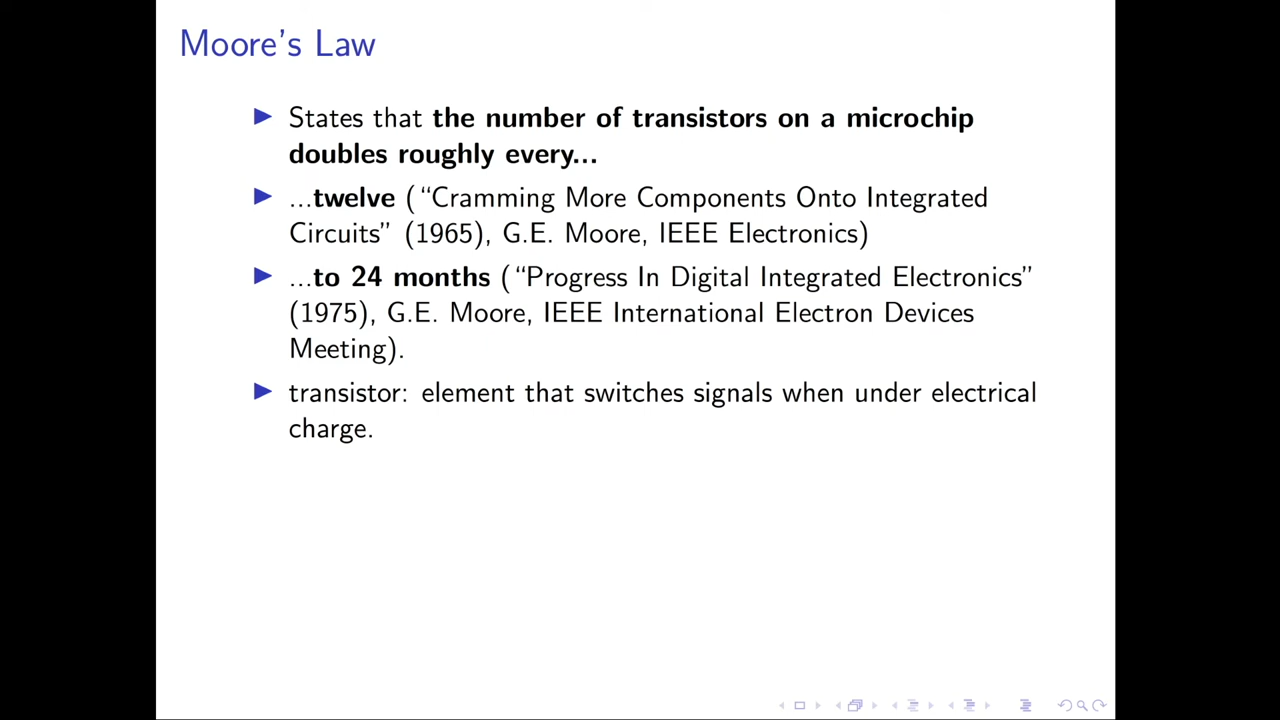 Moore's Law
▶ States that the number of transistors on a microchip
doubles roughly every...
▶ ...twelve (“Cramming More Components Onto Integrated
Circuits” (1965), G.E. Moore, IEEE Electronics)
▶ ...to 24 months (“Progress In Digital Integrated Electronics”
(1975), G.E. Moore, IEEE International Electron Devices
Meeting).
▶ transistor: element that switches signals when under electrical
charge.